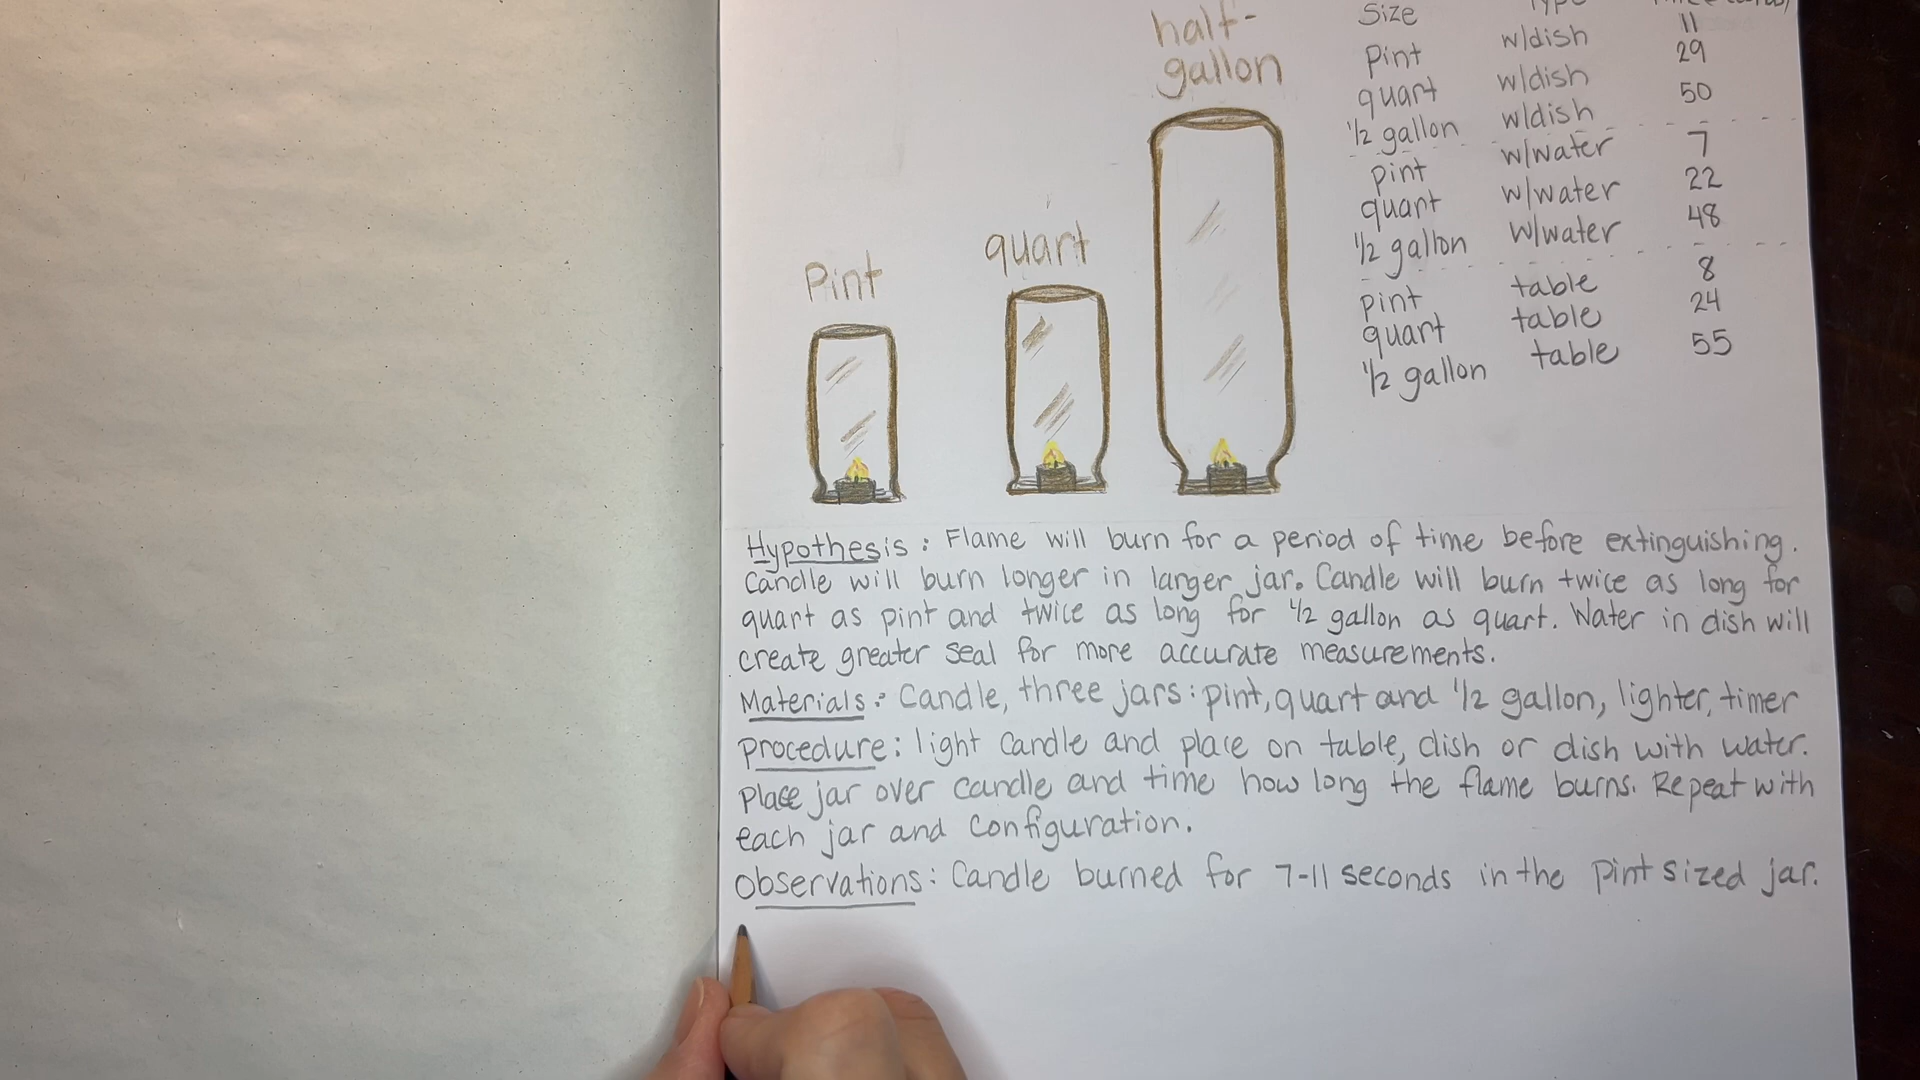 half-
gallon
quart
Pint
Size Type
Pint w/dish 11
quart w/dish 29
1/2 gallon w/dish 50
pint w/water 7
quart w/water 22
1/2 gallon w/water 48
pint table 8
quart table 24
1/2 gallon table 55
Hypothesis: Flame will burn for a period of time before extinguishing.
Candle will burn longer in larger jar. Candle will burn twice as long for
quart as pint and twice as long for 1/2 gallon as quart. Water in dish will
create greater seal for more accurate measurements.
Materials: Candle, three jars: pint, quart and 1/2 gallon, lighter, timer
Procedure: light candle and place on table, dish or dish with water.
Place jar over candle and time how long the flame burns. Repeat with
each jar and configuration.
Observations: Candle burned for 7-11 seconds in the pint sized jar.